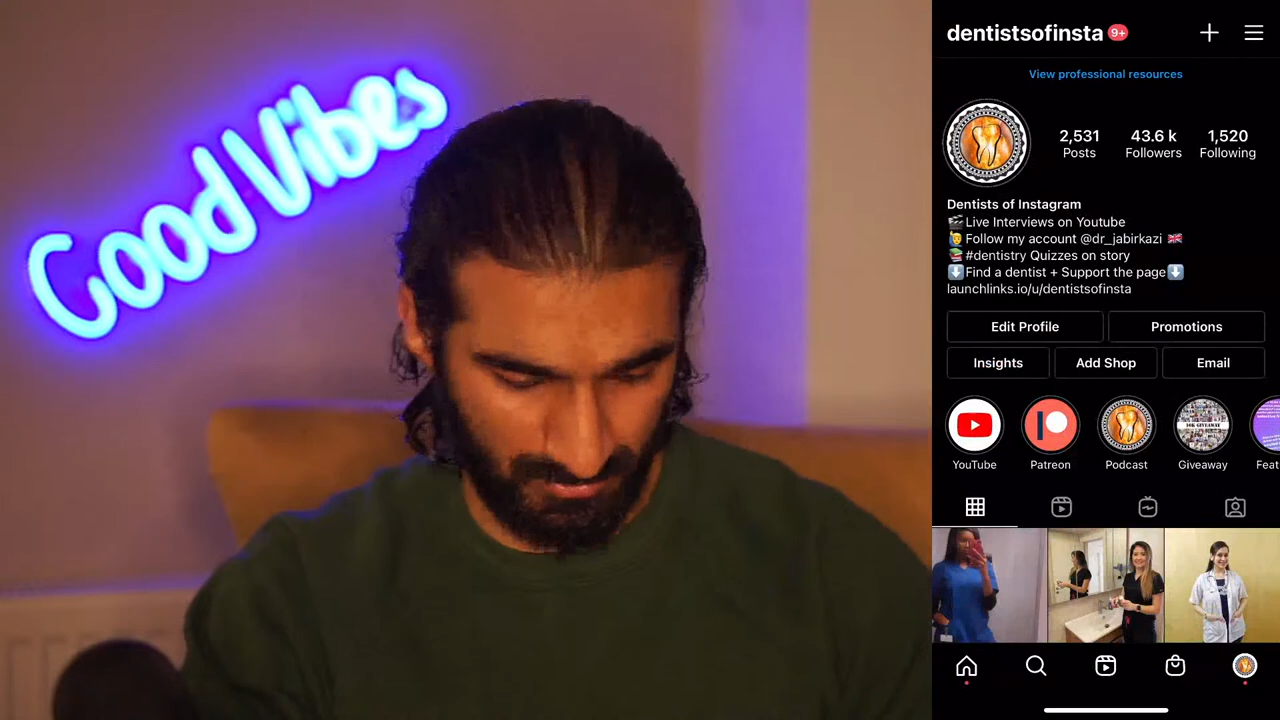 Good Vibes
dentistsofinsta 9+
View professional resources
2,531 43.6 k 1,520
Posts Followers Following
Dentists of Instagram
🎬Live Interviews on Youtube
🙋‍♂️Follow my account @dr_jabirkazi 🇬🇧
📚#dentistry Quizzes on story
⬇️Find a dentist + Support the page⬇️
launchlinks.io/u/dentistsofinsta
Edit Profile Promotions
Insights Add Shop Email
10K GIVEAWAY
YouTube Patreon Podcast Giveaway Feat